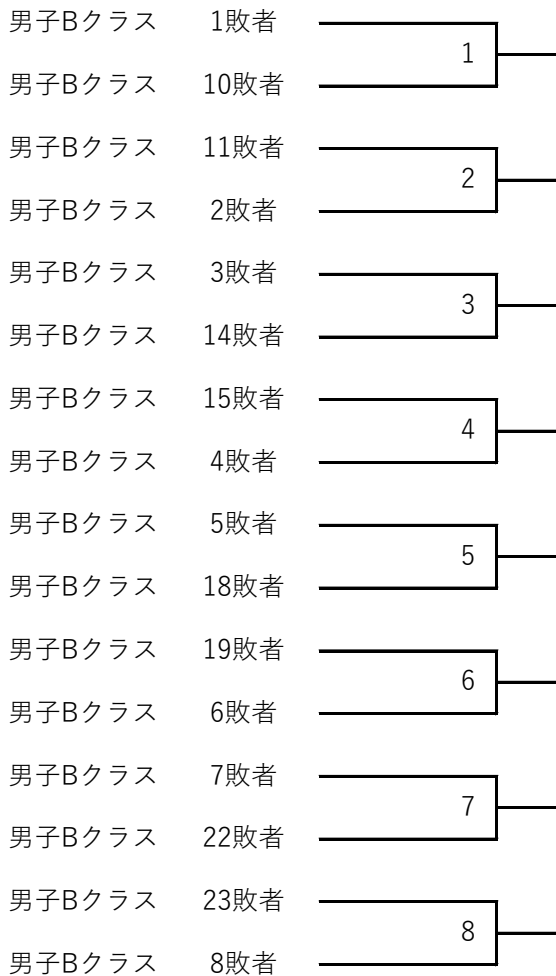 男子Bクラス 1敗者
1
男子Bクラス 10敗者
男子Bクラス 11敗者
2
男子Bクラス 2敗者
男子Bクラス 3敗者
3
男子Bクラス 14敗者
男子Bクラス 15敗者
4
男子Bクラス 4敗者
男子Bクラス 5敗者
5
男子Bクラス 18敗者
男子Bクラス 19敗者
6
男子Bクラス 6敗者
男子Bクラス 7敗者
7
男子Bクラス 22敗者
男子Bクラス 23敗者
8
男子Bクラス 8敗者